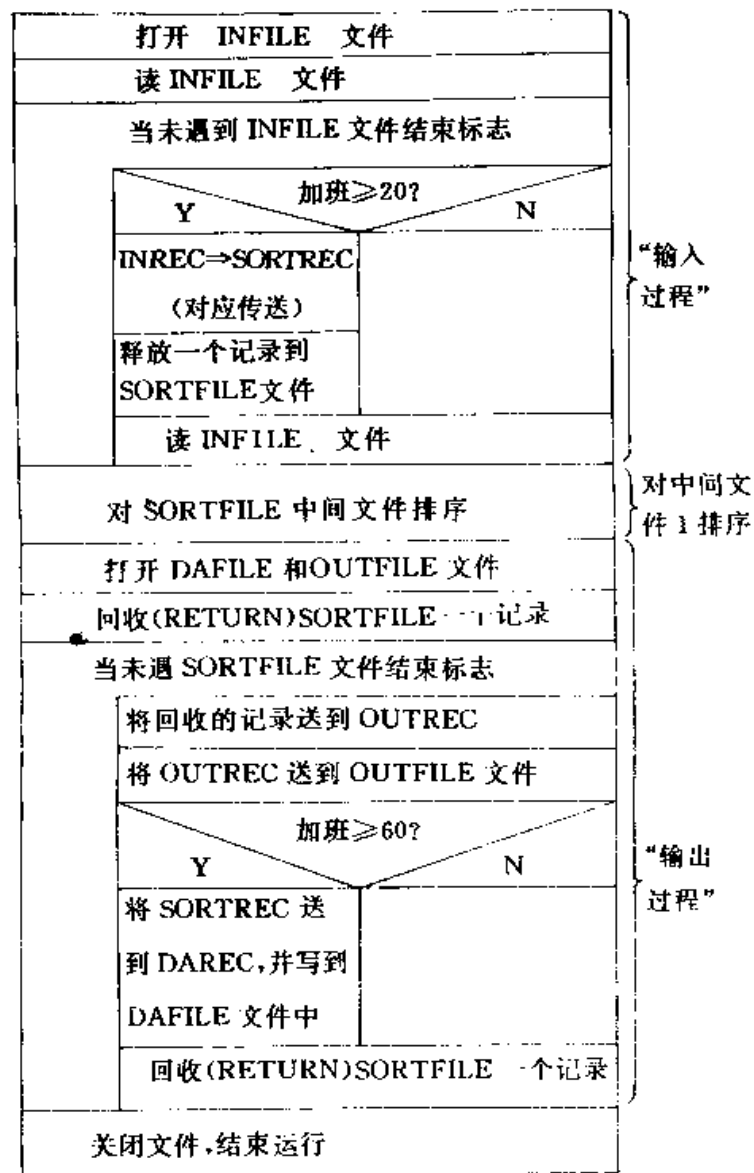 打开 INFILE 文件
读 INFILE 文件
当未遇到 INFILE 文件结束标志
加班≥20?
Y N
INREC⇒SORTREC
(对应传送)
释放一个记录到
SORTFILE文件
读 INFILE 文件
“输入
过程”
对 SORTFILE 中间文件排序
对中间文
件 排序
打开 DAFILE 和OUTFILE 文件
回收(RETURN)SORTFILE 一个记录
当未遇 SORTFILE 文件结束标志
将回收的记录送到 OUTREC
将 OUTREC 送到 OUTFILE 文件
加班≥60?
Y N
将 SORTREC 送
到 DAREC,并写到
DAFILE 文件中
回收(RETURN)SORTFILE 一个记录
“输出
过程”
关闭文件,结束运行